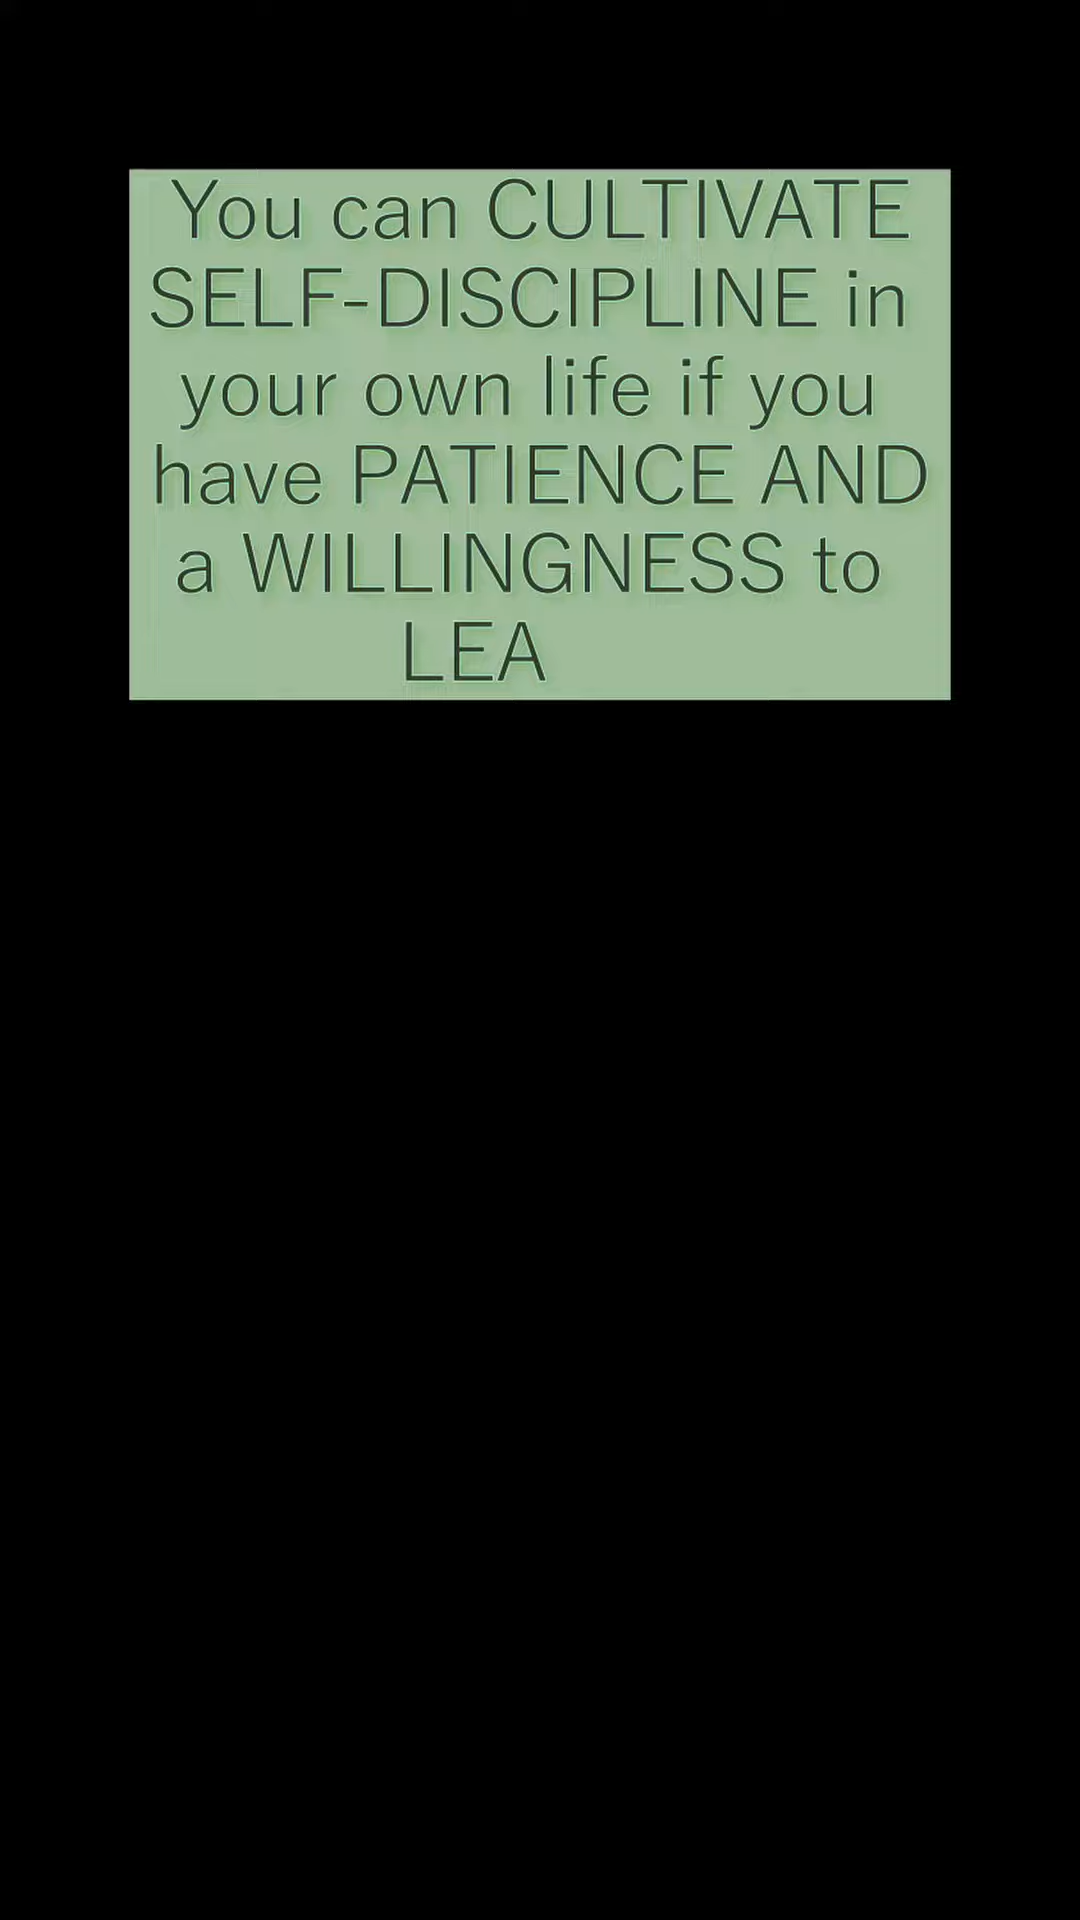 You can CULTIVATE
SELF-DISCIPLINE in
your own life if you
have PATIENCE AND
a WILLINGNESS to
LEA